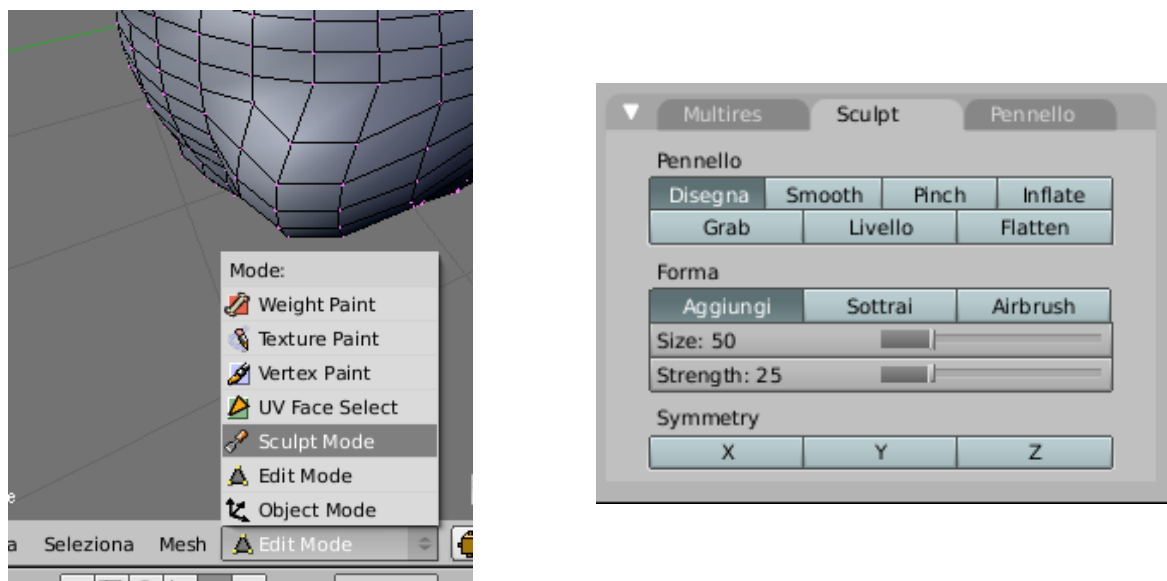 Mode:
Weight Paint
Texture Paint
Vertex Paint
UV Face Select
Sculpt Mode
Edit Mode
Object Mode
e
a Seleziona Mesh Edit Mode
Multires Sculpt Pennello
Pennello
Disegna Smooth Pinch Inflate
Grab Livello Flatten
Forma
Aggiungi Sottrai Airbrush
Size: 50
Strength: 25
Symmetry
X Y Z